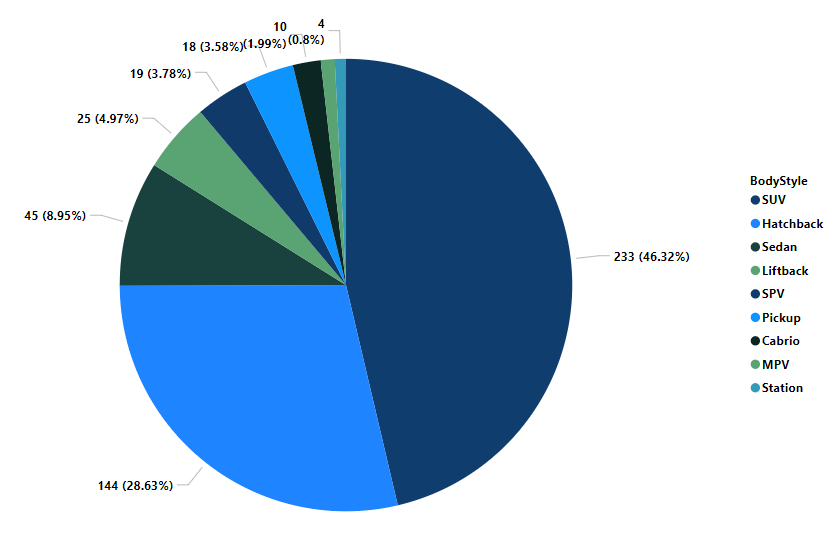 10
(1.99%)
4
(0.8%)
18 (3.58%)
19 (3.78%)
25 (4.97%)
45 (8.95%)
233 (46.32%)
144 (28.63%)
BodyStyle
SUV
Hatchback
Sedan
Liftback
SPV
Pickup
Cabrio
MPV
Station